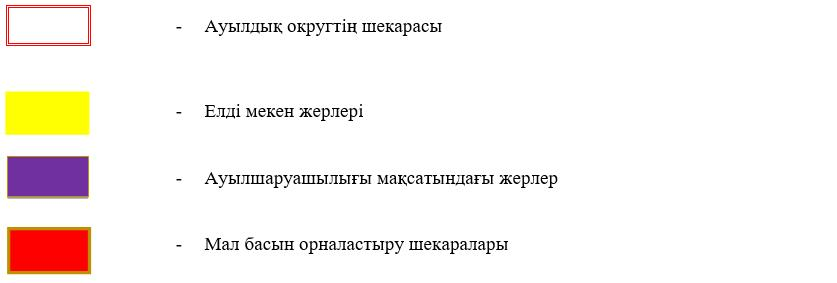 - Ауылдық округтің шекарасы
- Елді мекен жерлері
- Ауылшаруашылығы мақсатындағы жерлер
- Мал басын орналастыру шекаралары